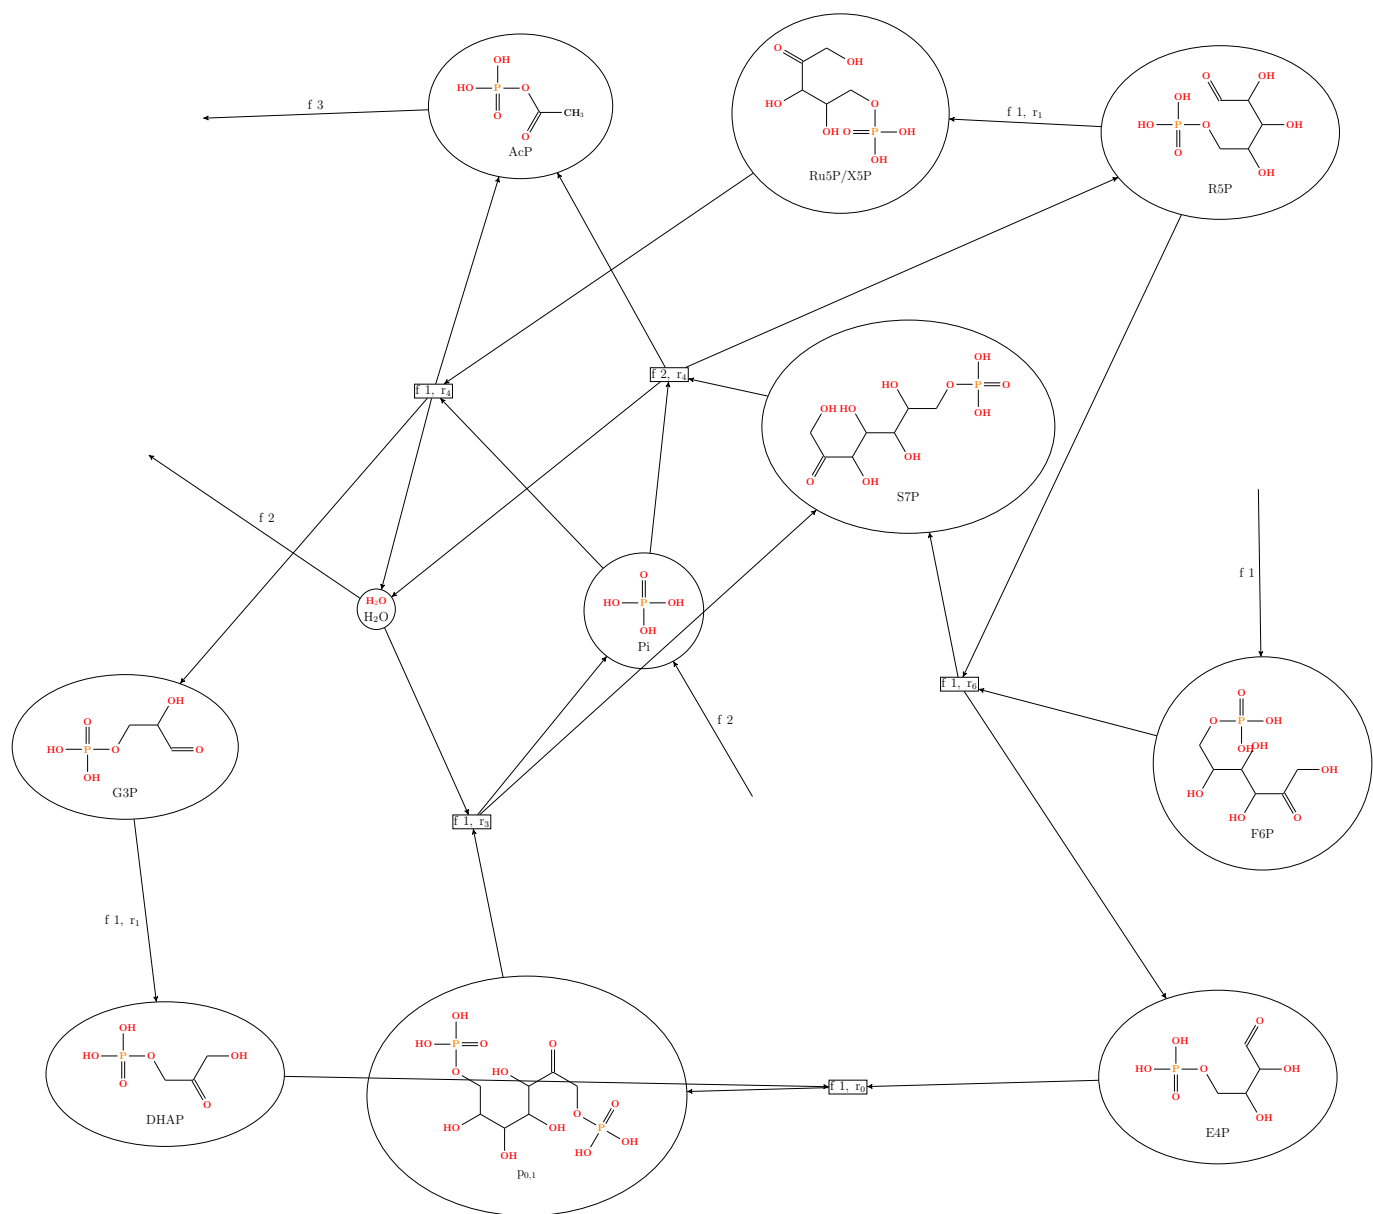 OH
HO P O
O
CH₃
O
AcP
f 3
O
OH
HO
O
OH
O P OH
OH
Ru5P/X5P
f 1, r₁
O
OH
OH
HO P O
O
OH
OH
R5P
f 1, r₄
f 2, r₄
OH
O P O
OH
HO
OH HO
OH
O
OH
S7P
f 2
H₂O
H₂O
O
HO P OH
OH
Pi
f 1
f 1, r₆
OH
O
HO P O
OH
G3P
f 2
O
O P OH
OH
OH
HO
OH
HO
O
F6P
f 1, r₃
f 1, r₁
OH
HO P O
O
OH
O
DHAP
OH
HO P O
O
HO
O
HO
OH
OH
O
O
P
OH
HO
p₀,₁
f 1, r₀
O
OH
HO P O
O
OH
OH
E4P